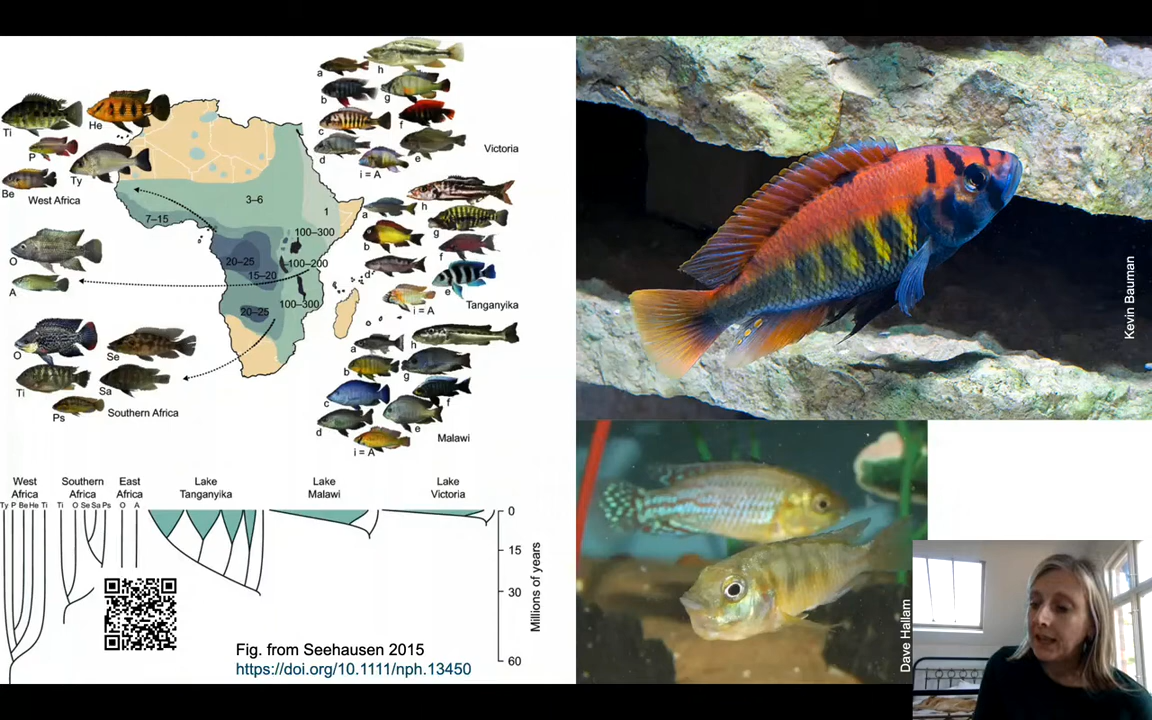 Ti
He
P
Ty
Be
West Africa
O
A
O
Se
Ti
Sa
Ps
Southern Africa
3–6
7–15
1
100–300
20–25
100–200
15–20
100–300
20–25
a
h
b
g
c
f
d
e
i = A
Victoria
h
a
g
b
f
d
e
i = A
Tanganyika
h
a
b
g
c
f
d
e
i = A
Malawi
West
Africa
Southern
Africa
East
Africa
Lake
Tanganyika
Lake
Malawi
Lake
Victoria
Ty P Be He Ti
Ti O Se Sa Ps
O A
0
15
30
60
Millions of years
Fig. from Seehausen 2015
https://doi.org/10.1111/nph.13450
Kevin Bauman
Dave Hallam